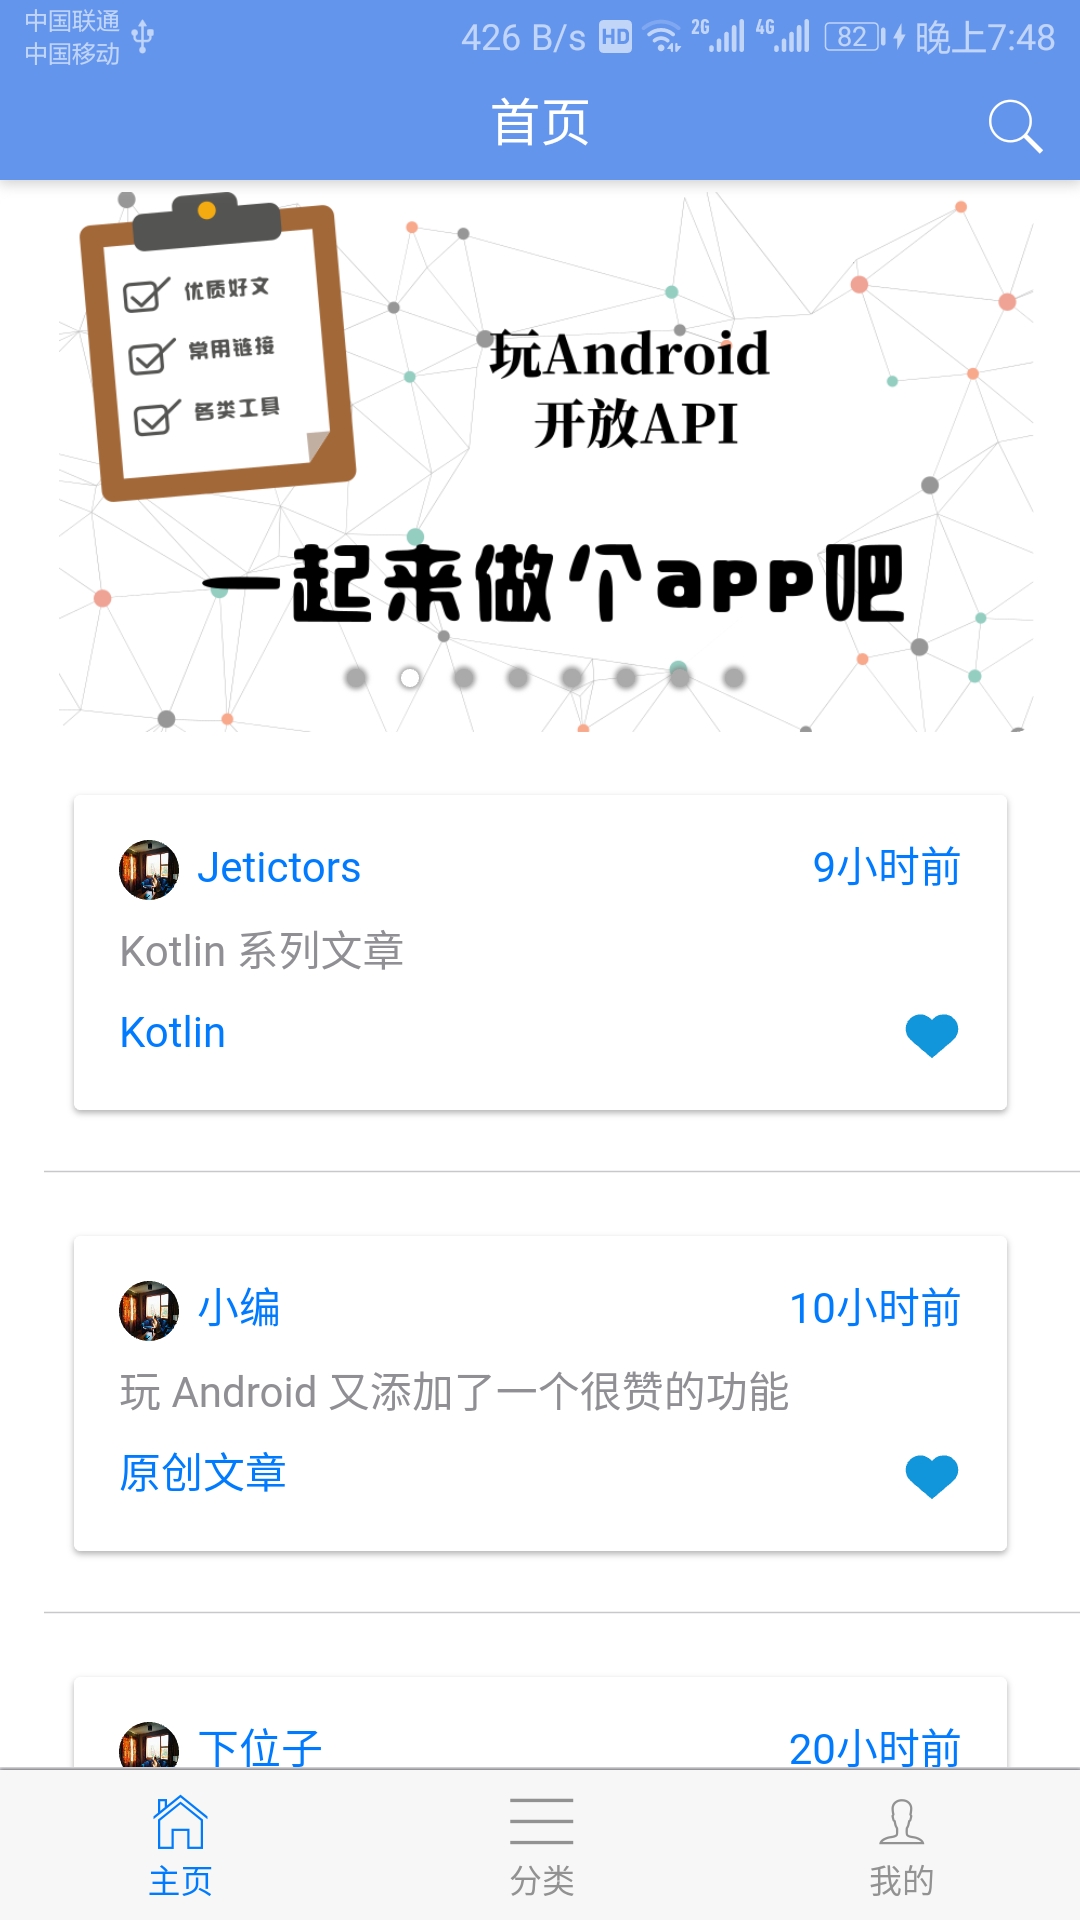 中国联通
中国移动
426 B/s HD 2G 4G 82 晚上7:48
首页
优质好文
常用链接
各类工具
玩Android
开放API
一起来做个app吧
Jetictors 9小时前
Kotlin 系列文章
Kotlin
小编 10小时前
玩 Android 又添加了一个很赞的功能
原创文章
下位子 20小时前
主页 分类 我的